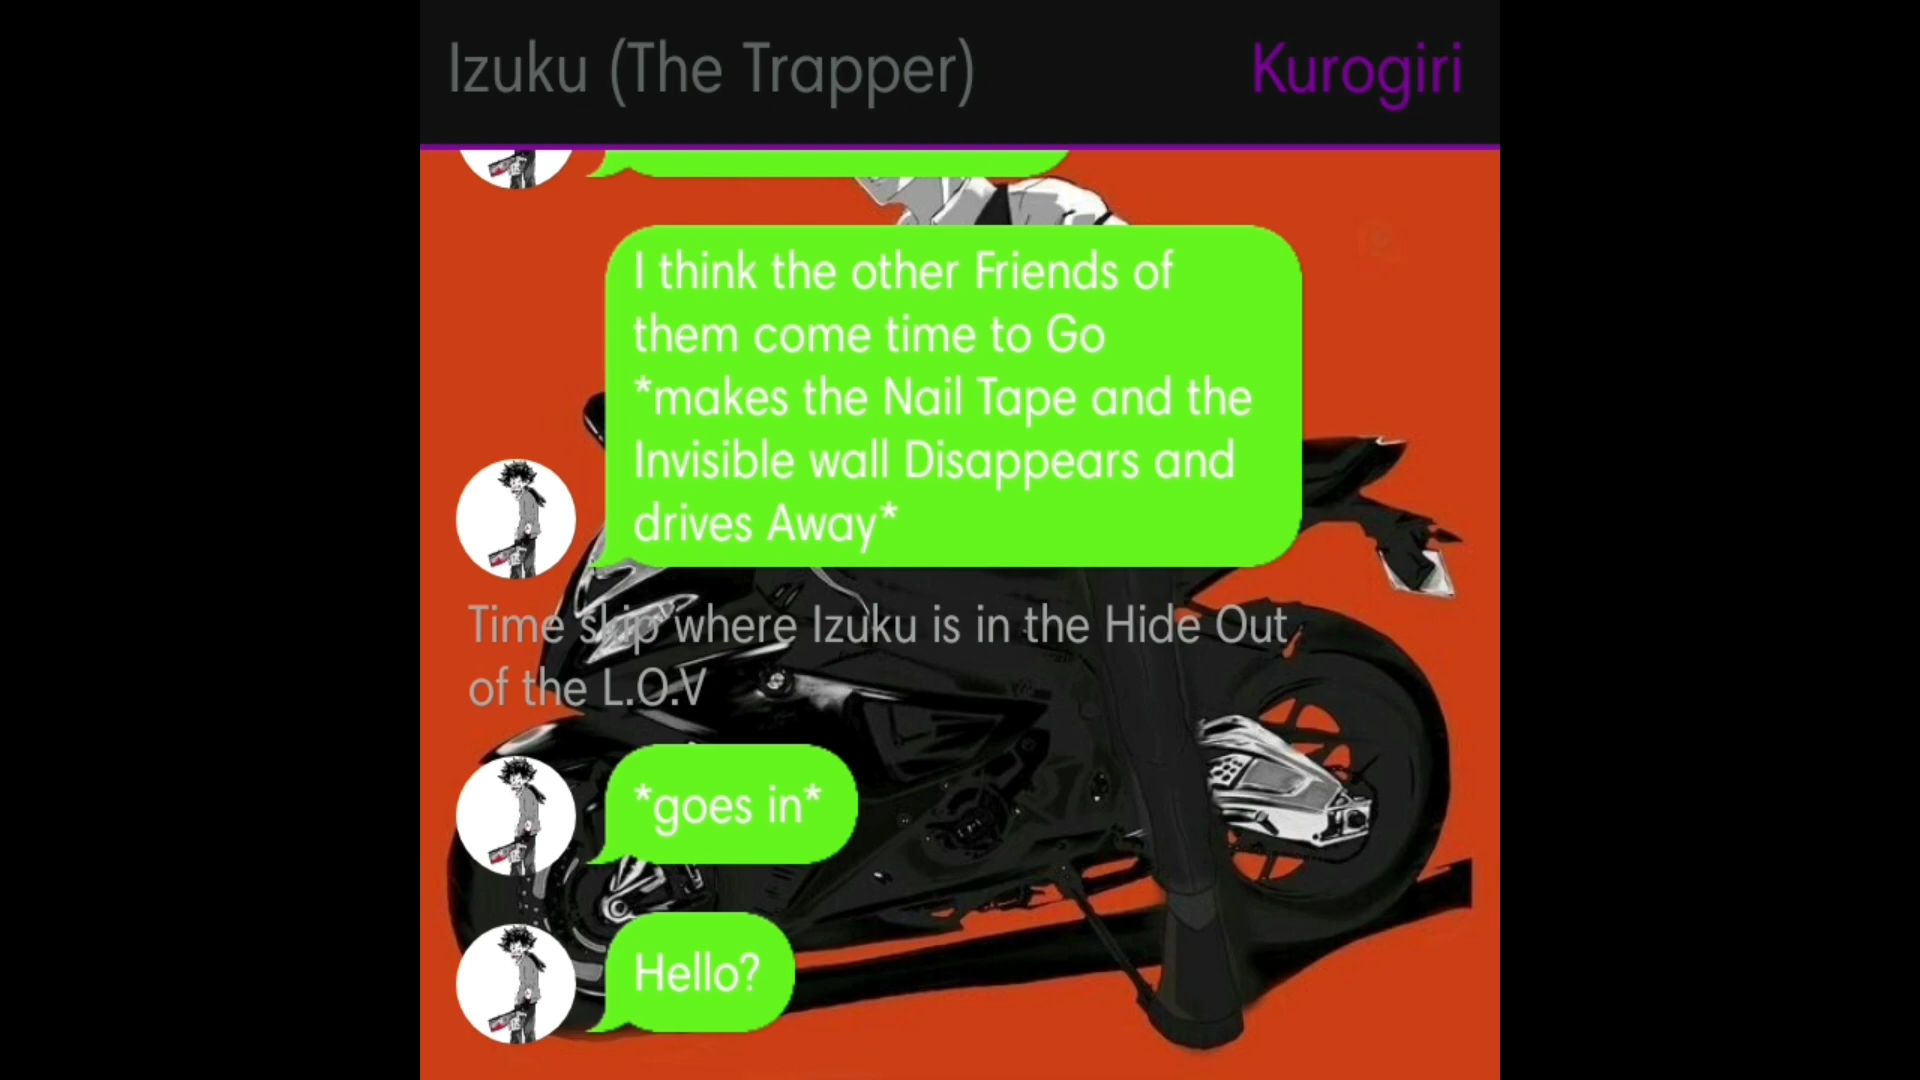 Izuku (The Trapper)
Kurogiri
I think the other Friends of
them come time to Go
*makes the Nail Tape and the
Invisible wall Disappears and
drives Away*
Time skip where Izuku is in the Hide Out
of the L.O.V
*goes in*
Hello?